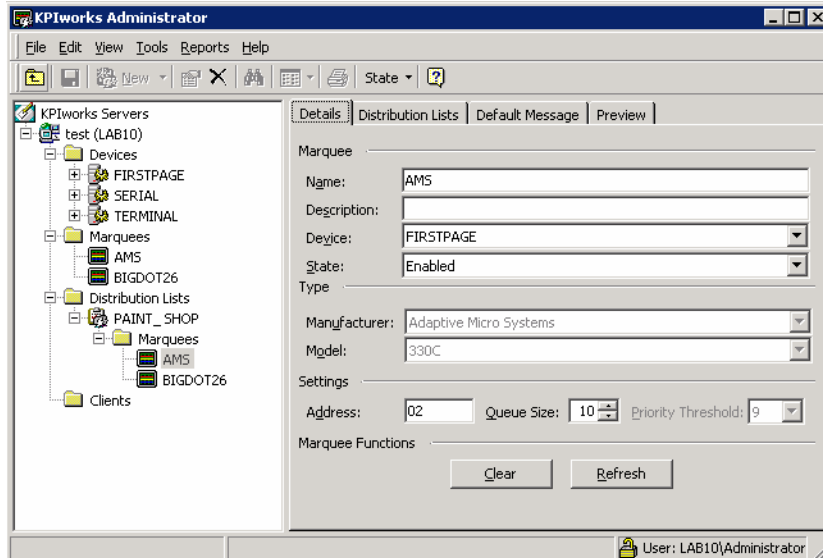 KPIworks Administrator
File Edit View Tools Reports Help
New State
KPIworks Servers
test (LAB10)
Devices
FIRSTPAGE
SERIAL
TERMINAL
Marquees
AMS
BIGDOT26
Distribution Lists
PAINT_SHOP
Marquees
AMS
BIGDOT26
Clients
Details Distribution Lists Default Message Preview
Marquee
Name: AMS
Description:
Device: FIRSTPAGE
State: Enabled
Type
Manufacturer: Adaptive Micro Systems
Model: 330C
Settings
Address: 02 Queue Size: 10 Priority Threshold: 9
Marquee Functions
Clear Refresh
User: LAB10\Administrator